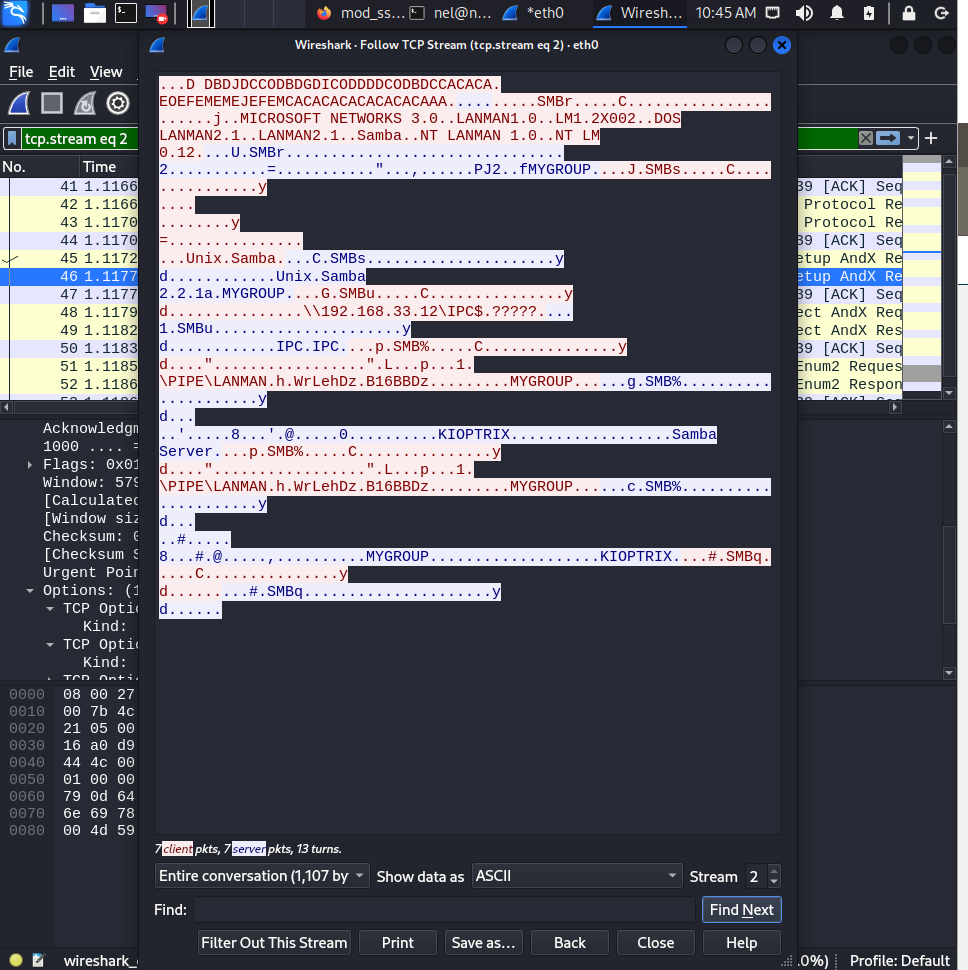 mod_ss... nel@n... *eth0 Wiresh... 10:45 AM
Wireshark · Follow TCP Stream (tcp.stream eq 2) · eth0
File Edit View
tcp.stream eq 2
No. Time
41 1.1166 39 [ACK] Seq
42 1.1166 Protocol Re
43 1.1170 Protocol Re
44 1.1170 39 [ACK] Seq
45 1.1172 etup AndX Re
46 1.1177 etup AndX Re
47 1.1177 39 [ACK] Seq
48 1.1179 ect AndX Req
49 1.1182 ect AndX Res
50 1.1183 39 [ACK] Seq
51 1.1185 Enum2 Reques
52 1.1186 Enum2 Respon
...D DBDJDCCODBDGDICODDDDCODBDCCACACA.
EOEFEMEMEJEFEMCACACACACACACACAAA..........SMBr.....C................
......j..MICROSOFT NETWORKS 3.0..LANMAN1.0..LM1.2X002..DOS
LANMAN2.1..LANMAN2.1..Samba..NT LANMAN 1.0..NT LM
0.12....U.SMBr...............................
2...........=..........."...,......PJ2..fMYGROUP....J.SMBs.....C....
...........y
....
........y
=...............
...Unix.Samba....C.SMBs.....................y
d............Unix.Samba
2.2.1a.MYGROUP....G.SMBu.....C...............y
d...............\\192.168.33.12\IPC$.?????....
1.SMBu.....................y
d............IPC.IPC....p.SMB%.....C...............y
d....".................".L...p...1.
\PIPE\LANMAN.h.WrLehDz.B16BBDz.........MYGROUP......g.SMB%..........
...........y
d...
..'.....8...'.@.....0..........KIOPTRIX..................Samba
Server....p.SMB%.....C...............y
d....".................".L...p...1.
\PIPE\LANMAN.h.WrLehDz.B16BBDz.........MYGROUP......c.SMB%..........
...........y
d...
..#.....
8...#.@.....,..........MYGROUP...................KIOPTRIX....#.SMBq.
....C...............y
d.........#.SMBq.....................y
d......
Acknowledgm
1000 .... =
Flags: 0x01
Window: 579
[Calculated
[Window siz
Checksum: 0
[Checksum S
Urgent Poin
Options: (1
TCP Optio
Kind:
TCP Optio
Kind:
0000 08 00 27
0010 00 7b 4c
0020 21 05 00
0030 16 a0 d9
0040 44 4c 00
0050 01 00 00
0060 79 0d 64
0070 6e 69 78
0080 00 4d 59
7 client pkts, 7 server pkts, 13 turns.
Entire conversation (1,107 by Show data as ASCII Stream 2
Find: Find Next
Filter Out This Stream Print Save as... Back Close Help
wireshark_ .0%) Profile: Default